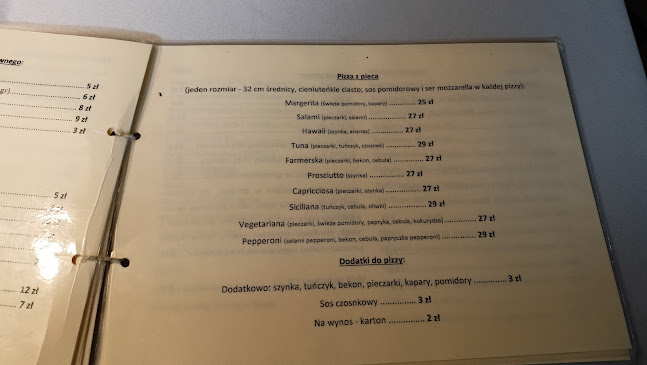 wnego:
5 zł
gr) 6 zł
8 zł
9 zł
3 zł
5 zł
zł
zł
12 zł
7 zł
Pizza z pieca
(jeden rozmiar - 32 cm średnicy, cieniuteńkie ciasto, sos pomidorowy i ser mozzarella w każdej pizzy):
Margerita (świeże pomidory, kapary) ........... 25 zł
Salami (pieczarki, salami) ............ 27 zł
Hawaii (szynka, ananas) ........... 27 zł
Tuna (pieczarki, tuńczyk, czosnek) ............ 29 zł
Farmerska (pieczarki, bekon, cebula) ............. 27 zł
Prosciutto (szynka) ............. 27 zł
Capricciosa (pieczarki, szynka) ............ 27 zł
Siciliana (tuńczyk, cebula, oliwki) ............ 29 zł
Vegetariana (pieczarki, świeże pomidory, papryka, cebula, kukurydza) ............ 27 zł
Pepperoni (salami pepperoni, bekon, cebula, papryczka pepperoni) ............ 29 zł
Dodatki do pizzy:
Dodatkowo: szynka, tuńczyk, bekon, pieczarki, kapary, pomidory ............. 3 zł
Sos czosnkowy .............. 3 zł
Na wynos - karton .............. 2 zł